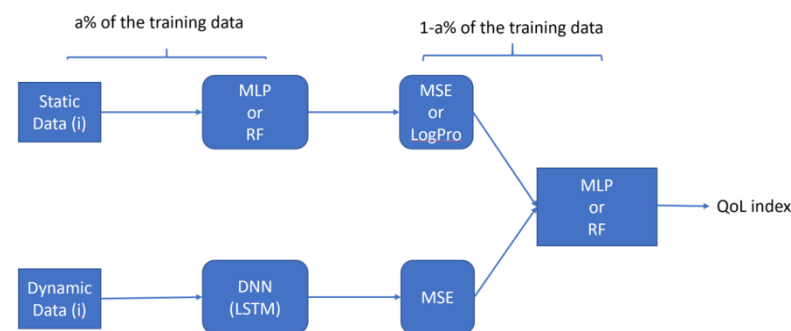 a% of the training data
1-a% of the training data
Static
Data (i)
MLP
or
RF
MSE
or
LogPro
MLP
or
RF
QoL index
Dynamic
Data (i)
DNN
(LSTM)
MSE